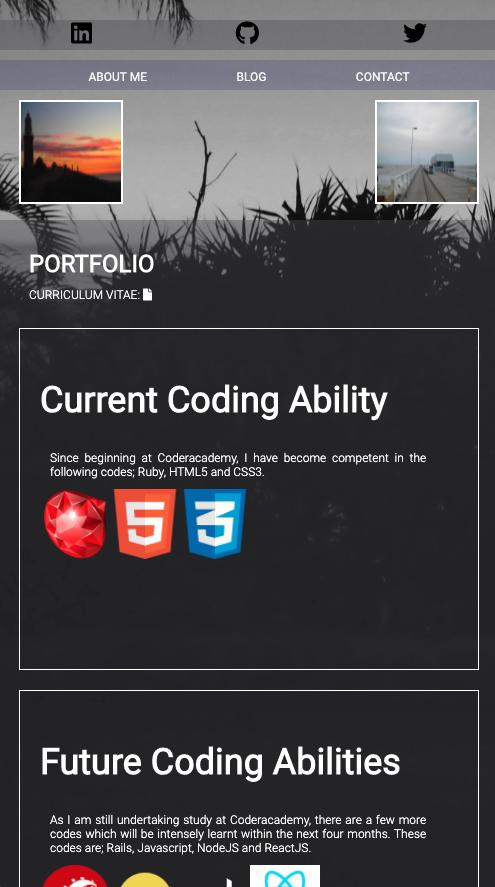 ABOUT ME BLOG CONTACT
PORTFOLIO
CURRICULUM VITAE:
Current Coding Ability
Since beginning at Coderacademy, I have become competent in the
following codes; Ruby, HTML5 and CSS3.
Future Coding Abilities
As I am still undertaking study at Coderacademy, there are a few more
codes which will be intensely learnt within the next four months. These
codes are; Rails, Javascript, NodeJS and ReactJS.